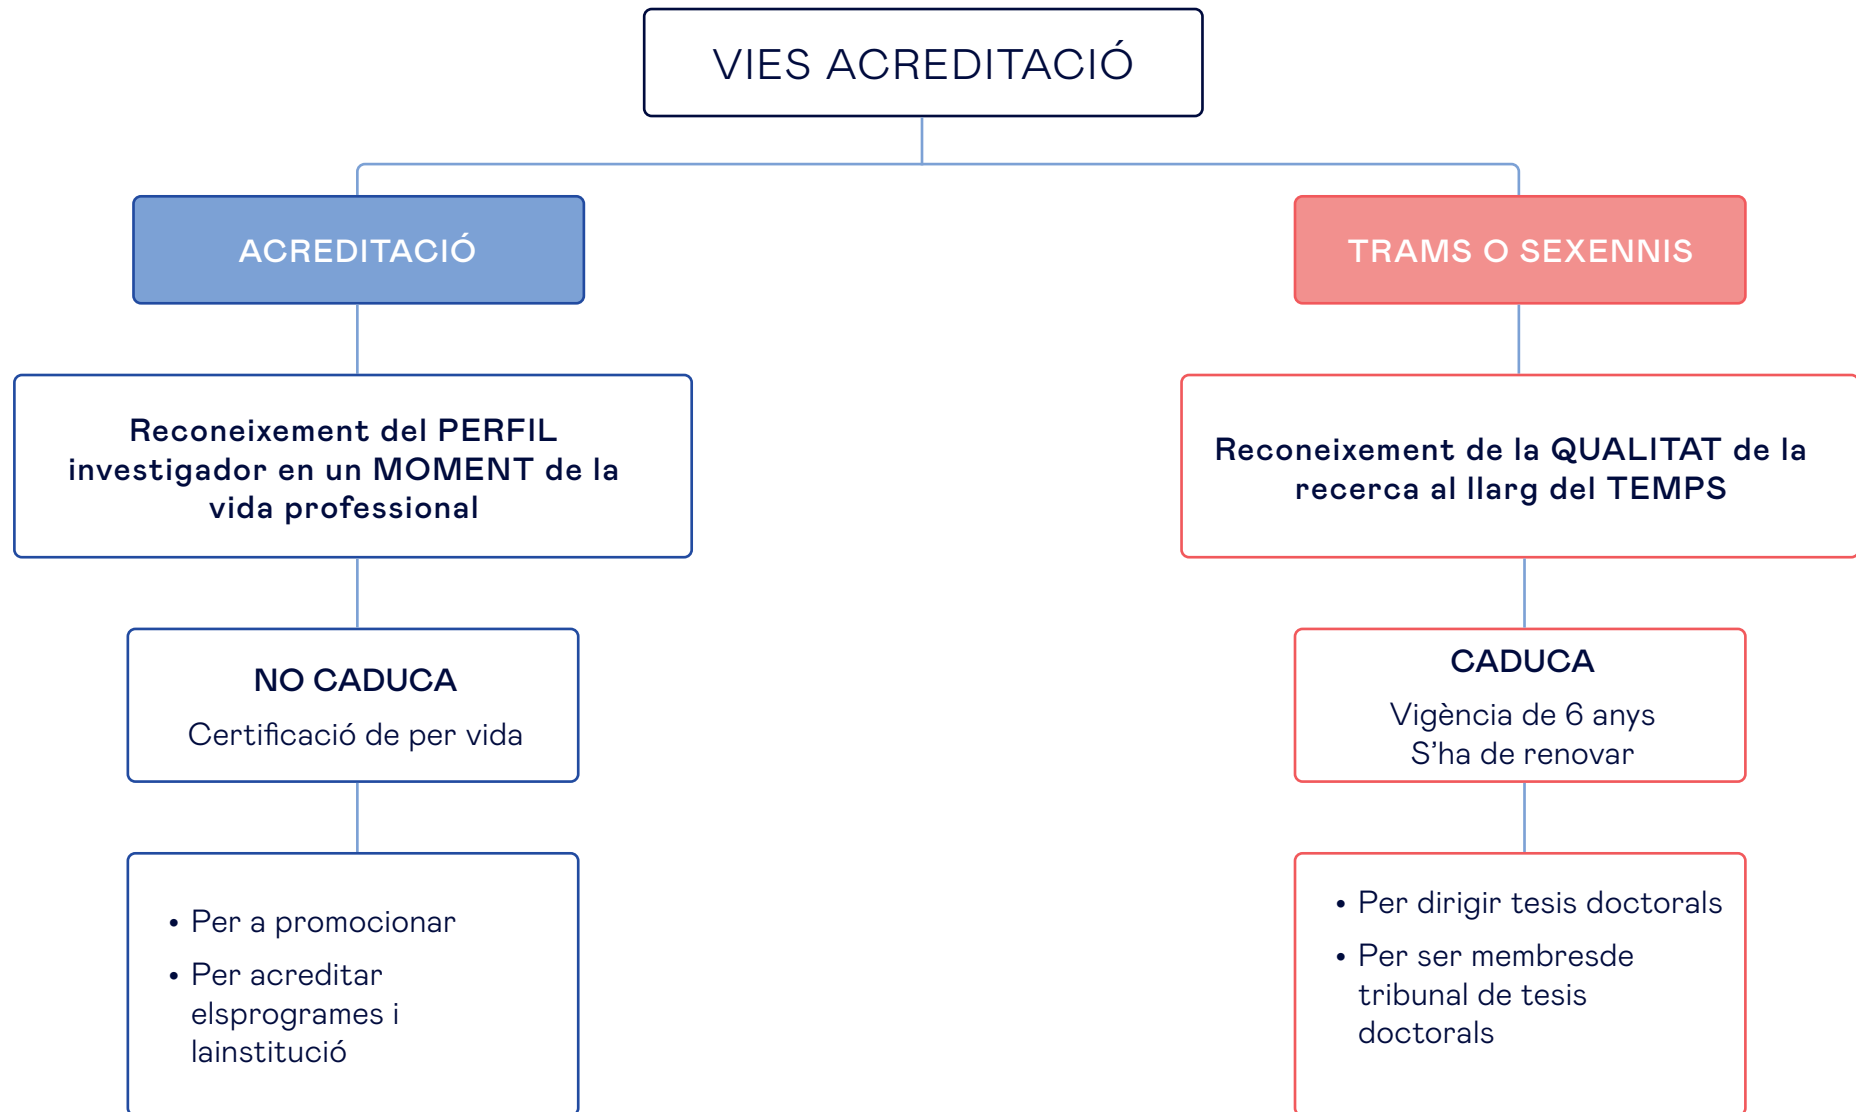 VIES ACREDITACIÓ
ACREDITACIÓ
Reconeixement del PERFIL
investigador en un MOMENT de la
vida professional
NO CADUCA
Certificació de per vida
• Per a promocionar
• Per acreditar
elsprogrames i
lainstitució
TRAMS O SEXENNIS
Reconeixement de la QUALITAT de la
recerca al llarg del TEMPS
CADUCA
Vigència de 6 anys
S’ha de renovar
• Per dirigir tesis doctorals
• Per ser membresde
tribunal de tesis
doctorals